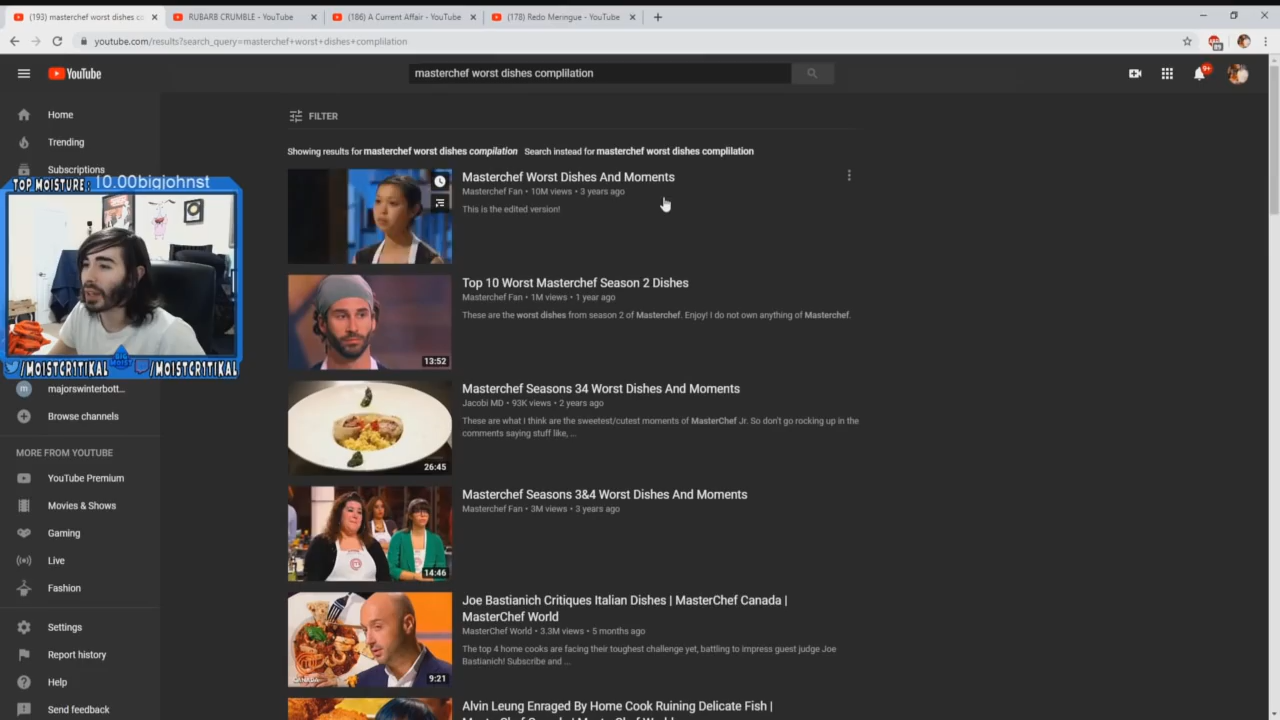 (193) masterchef worst dishes co
RUBARB CRUMBLE - YouTube
(186) A Current Affair - YouTube
(178) Redo Meringue - YouTube
youtube.com/results?search_query=masterchef+worst+dishes+complilation
YouTube
masterchef worst dishes complilation
9+
Home
Trending
Subscriptions
FILTER
Showing results for masterchef worst dishes compilation Search instead for masterchef worst dishes complilation
TOP MOISTURE: 10.00bigjohnst
BIG MOIST
/MOISTCR1TIKAL
/MOISTCR1TIKAL
majorswinterbott...
Browse channels
MORE FROM YOUTUBE
YouTube Premium
Movies & Shows
Gaming
Live
Fashion
Settings
Report history
Help
Send feedback
Masterchef Worst Dishes And Moments
Masterchef Fan • 10M views • 3 years ago
This is the edited version!
Top 10 Worst Masterchef Season 2 Dishes
Masterchef Fan • 1M views • 1 year ago
These are the worst dishes from season 2 of Masterchef. Enjoy! I do not own anything of Masterchef.
13:52
Masterchef Seasons 34 Worst Dishes And Moments
Jacobi MD • 93K views • 2 years ago
These are what I think are the sweetest/cutest moments of MasterChef Jr. So don't go rocking up in the
comments saying stuff like, ...
26:45
Masterchef Seasons 3&4 Worst Dishes And Moments
Masterchef Fan • 3M views • 3 years ago
14:46
Joe Bastianich Critiques Italian Dishes | MasterChef Canada |
MasterChef World
MasterChef World • 3.3M views • 5 months ago
The top 4 home cooks are facing their toughest challenge yet, battling to impress guest judge Joe
Bastianich! Subscribe and ...
CANADA
9:21
Alvin Leung Enraged By Home Cook Ruining Delicate Fish |
MasterChef Canada | MasterChef World